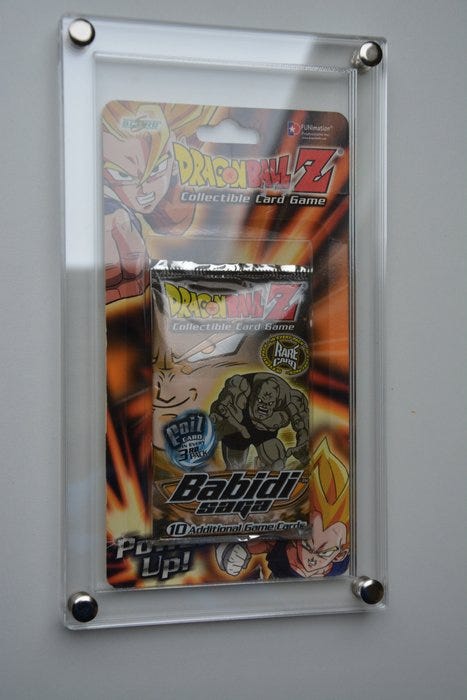 SCORE
FUNimation
DRAGONBALL Z
Collectible Card Game
DRAGONBALL Z
Collectible Card Game
RARE
CARD
Foil
CARD
IN EVERY
3RD
PACK
Babidi
saga
10 Additional Game Cards
Up!